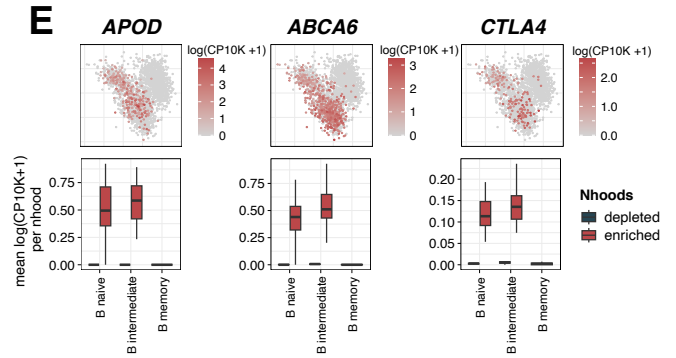 E
APOD
ABCA6
CTLA4
log(CP10K +1)
4
3
2
1
0
log(CP10K +1)
3
2
1
0
log(CP10K +1)
2.0
1.0
0.0
mean log(CP10K+1)
per nhood
0.75
0.50
0.25
0.00
B naive
B intermediate
B memory
0.75
0.50
0.25
0.00
B naive
B intermediate
B memory
0.20
0.15
0.10
0.05
0.00
B naive
B intermediate
B memory
Nhoods
depleted
enriched